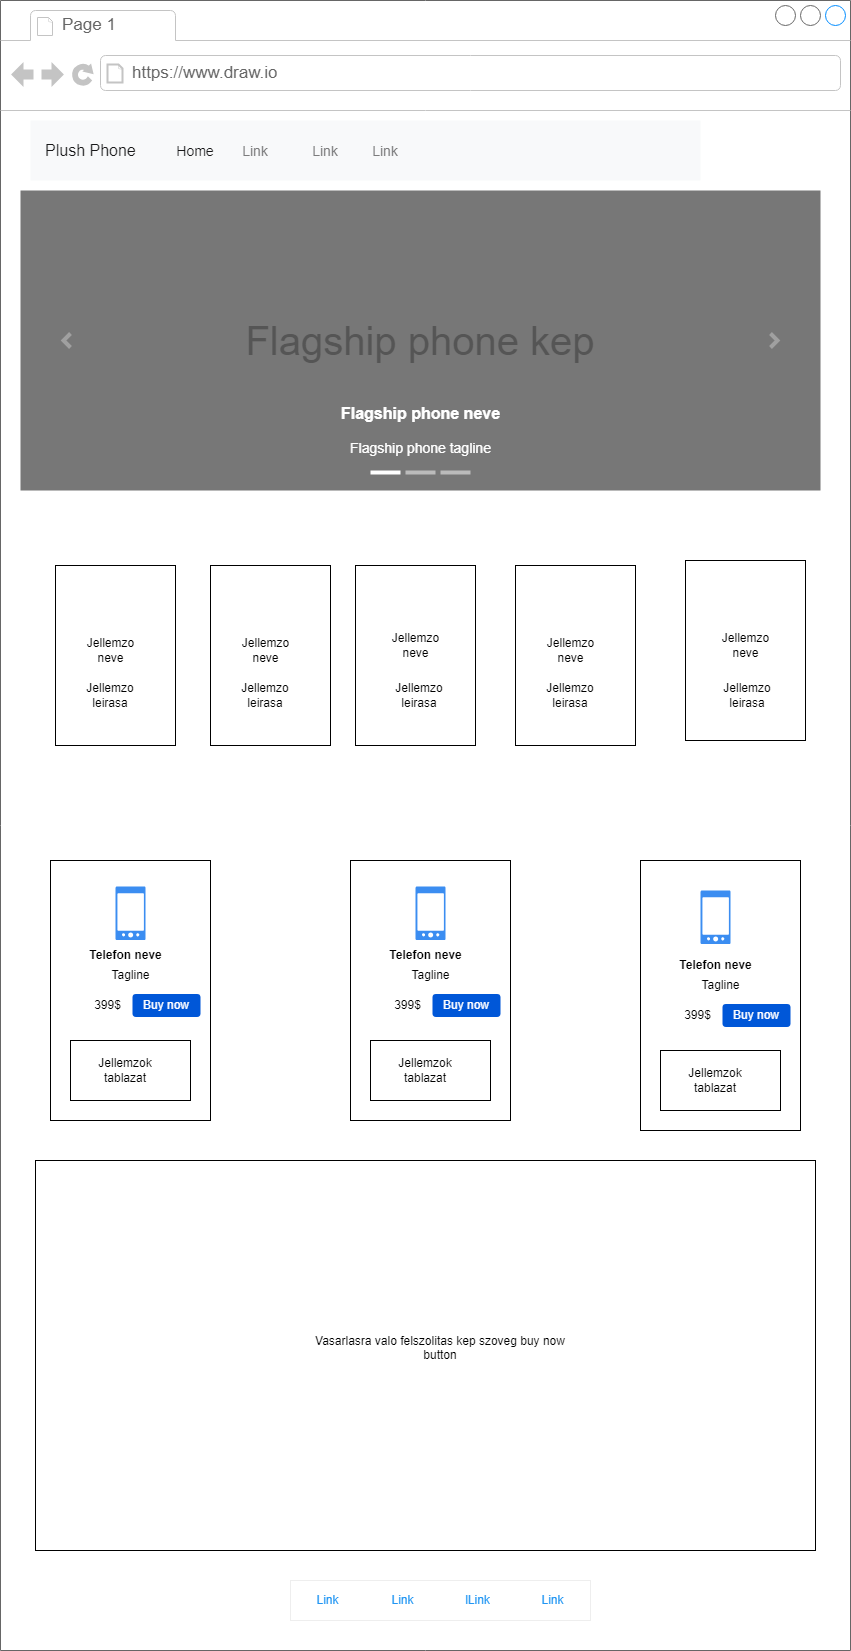 Page 1
https://www.draw.io
Plush Phone Home Link Link Link
Flagship phone kep
Flagship phone neve
Flagship phone tagline
Jellemzo
neve
Jellemzo
leirasa
Jellemzo
neve
Jellemzo
leirasa
Jellemzo
neve
Jellemzo
leirasa
Jellemzo
neve
Jellemzo
leirasa
Jellemzo
neve
Jellemzo
leirasa
Telefon neve
Tagline
399$ Buy now
Jellemzok
tablazat
Telefon neve
Tagline
399$ Buy now
Jellemzok
tablazat
Telefon neve
Tagline
399$ Buy now
Jellemzok
tablazat
Vasarlasra valo felszolitas kep szoveg buy now
button
Link Link lLink Link